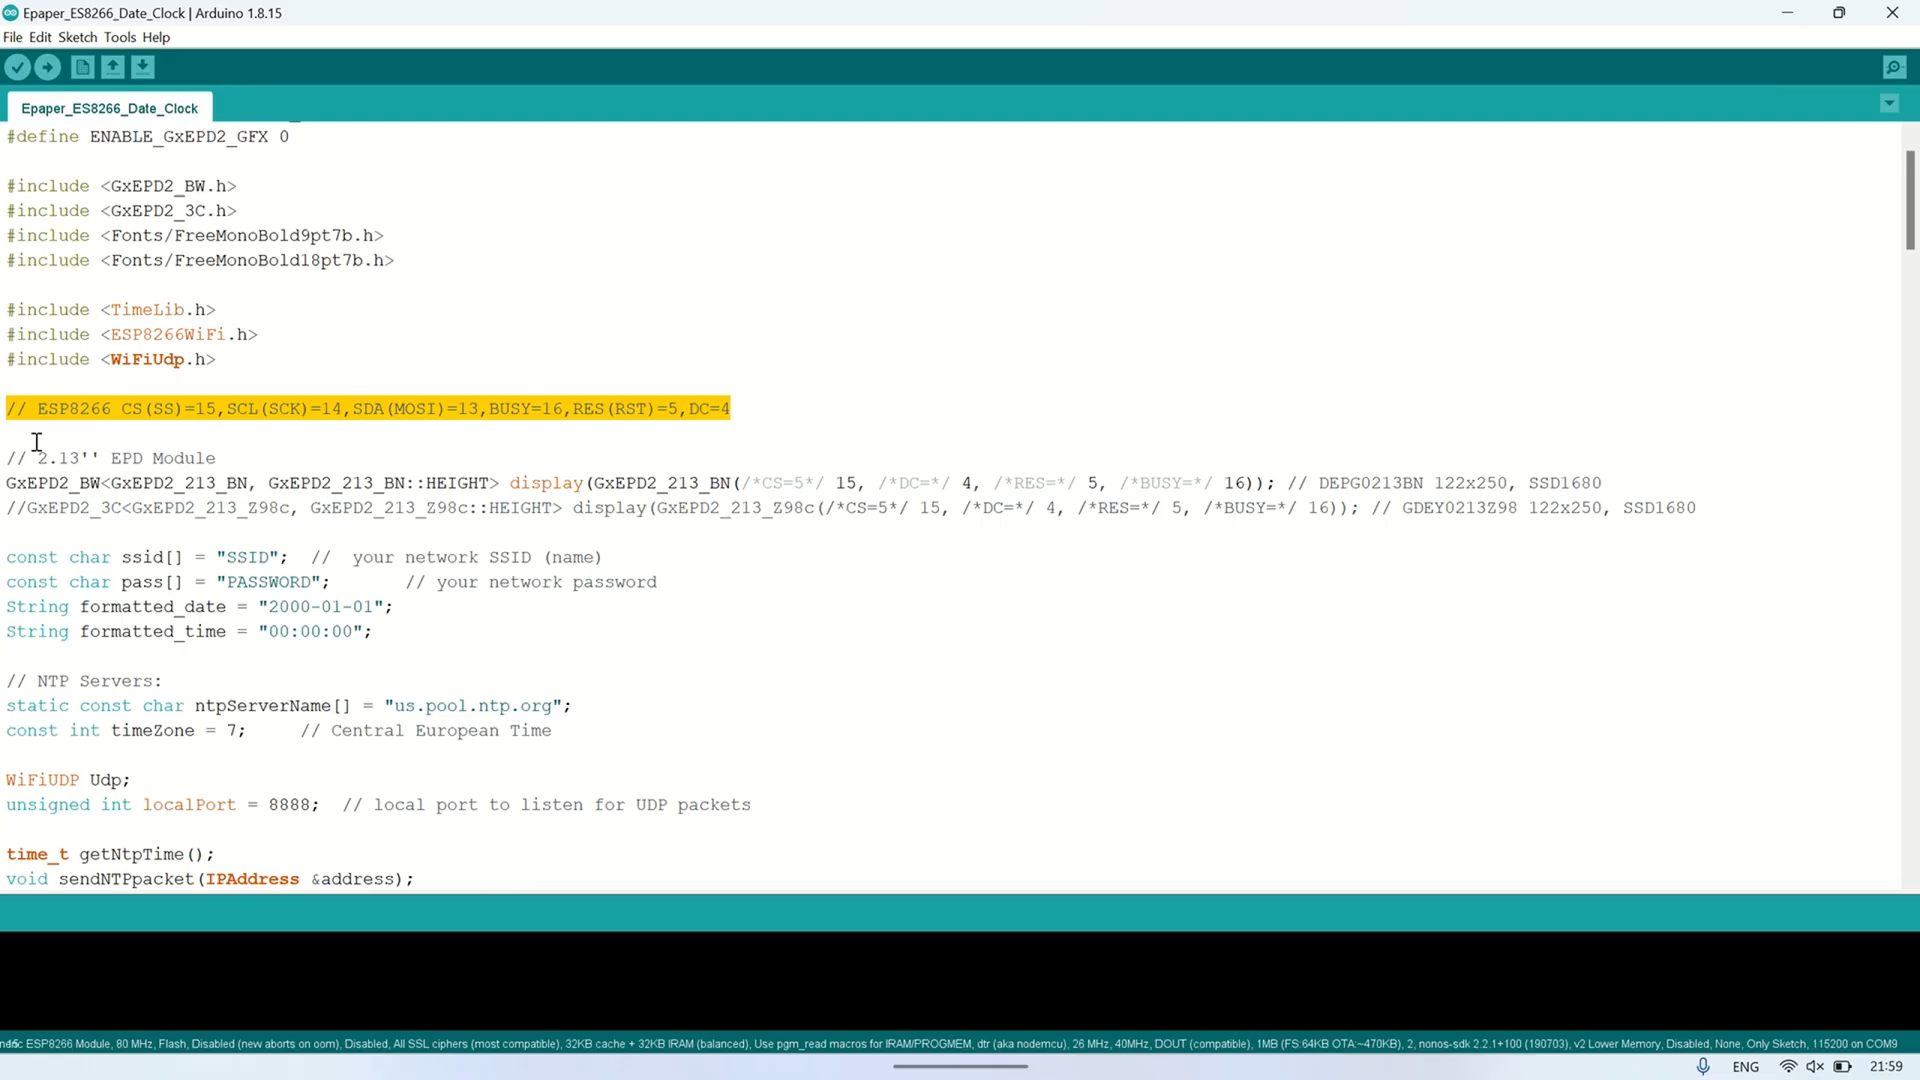 Epaper_ES8266_Date_Clock | Arduino 1.8.15
File Edit Sketch Tools Help
Epaper_ES8266_Date_Clock
#define ENABLE_GxEPD2_GFX 0
#include <GxEPD2_BW.h>
#include <GxEPD2_3C.h>
#include <Fonts/FreeMonoBold9pt7b.h>
#include <Fonts/FreeMonoBold18pt7b.h>
#include <TimeLib.h>
#include <ESP8266WiFi.h>
#include <WiFiUdp.h>
// ESP8266 CS(SS)=15,SCL(SCK)=14,SDA(MOSI)=13,BUSY=16,RES(RST)=5,DC=4
// 2.13'' EPD Module
GxEPD2_BW<GxEPD2_213_BN, GxEPD2_213_BN::HEIGHT> display(GxEPD2_213_BN(/*CS=5*/ 15, /*DC=*/ 4, /*RES=*/ 5, /*BUSY=*/ 16)); // DEPG0213BN 122x250, SSD1680
//GxEPD2_3C<GxEPD2_213_Z98c, GxEPD2_213_Z98c::HEIGHT> display(GxEPD2_213_Z98c(/*CS=5*/ 15, /*DC=*/ 4, /*RES=*/ 5, /*BUSY=*/ 16)); // GDEY0213Z98 122x250, SSD1680
const char ssid[] = "SSID";  //  your network SSID (name)
const char pass[] = "PASSWORD";       // your network password
String formatted_date = "2000-01-01";
String formatted_time = "00:00:00";
// NTP Servers:
static const char ntpServerName[] = "us.pool.ntp.org";
const int timeZone = 7;     // Central European Time
WiFiUDP Udp;
unsigned int localPort = 8888;  // local port to listen for UDP packets
time_t getNtpTime();
void sendNTPpacket(IPAddress &address);
ESP8266 Module, 80 MHz, Flash, Disabled (new aborts on oom), Disabled, All SSL ciphers (most compatible), 32KB cache + 32KB IRAM (balanced), Use pgm_read macros for IRAM/PROGMEM, dtr (aka nodemcu), 26 MHz, 40MHz, DOUT (compatible), 1MB (FS:64KB OTA:~470KB), 2, nonos-sdk 2.2.1+100 (190703), v2 Lower Memory, Disabled, None, Only Sketch, 115200 on COM9
ENG 21:59